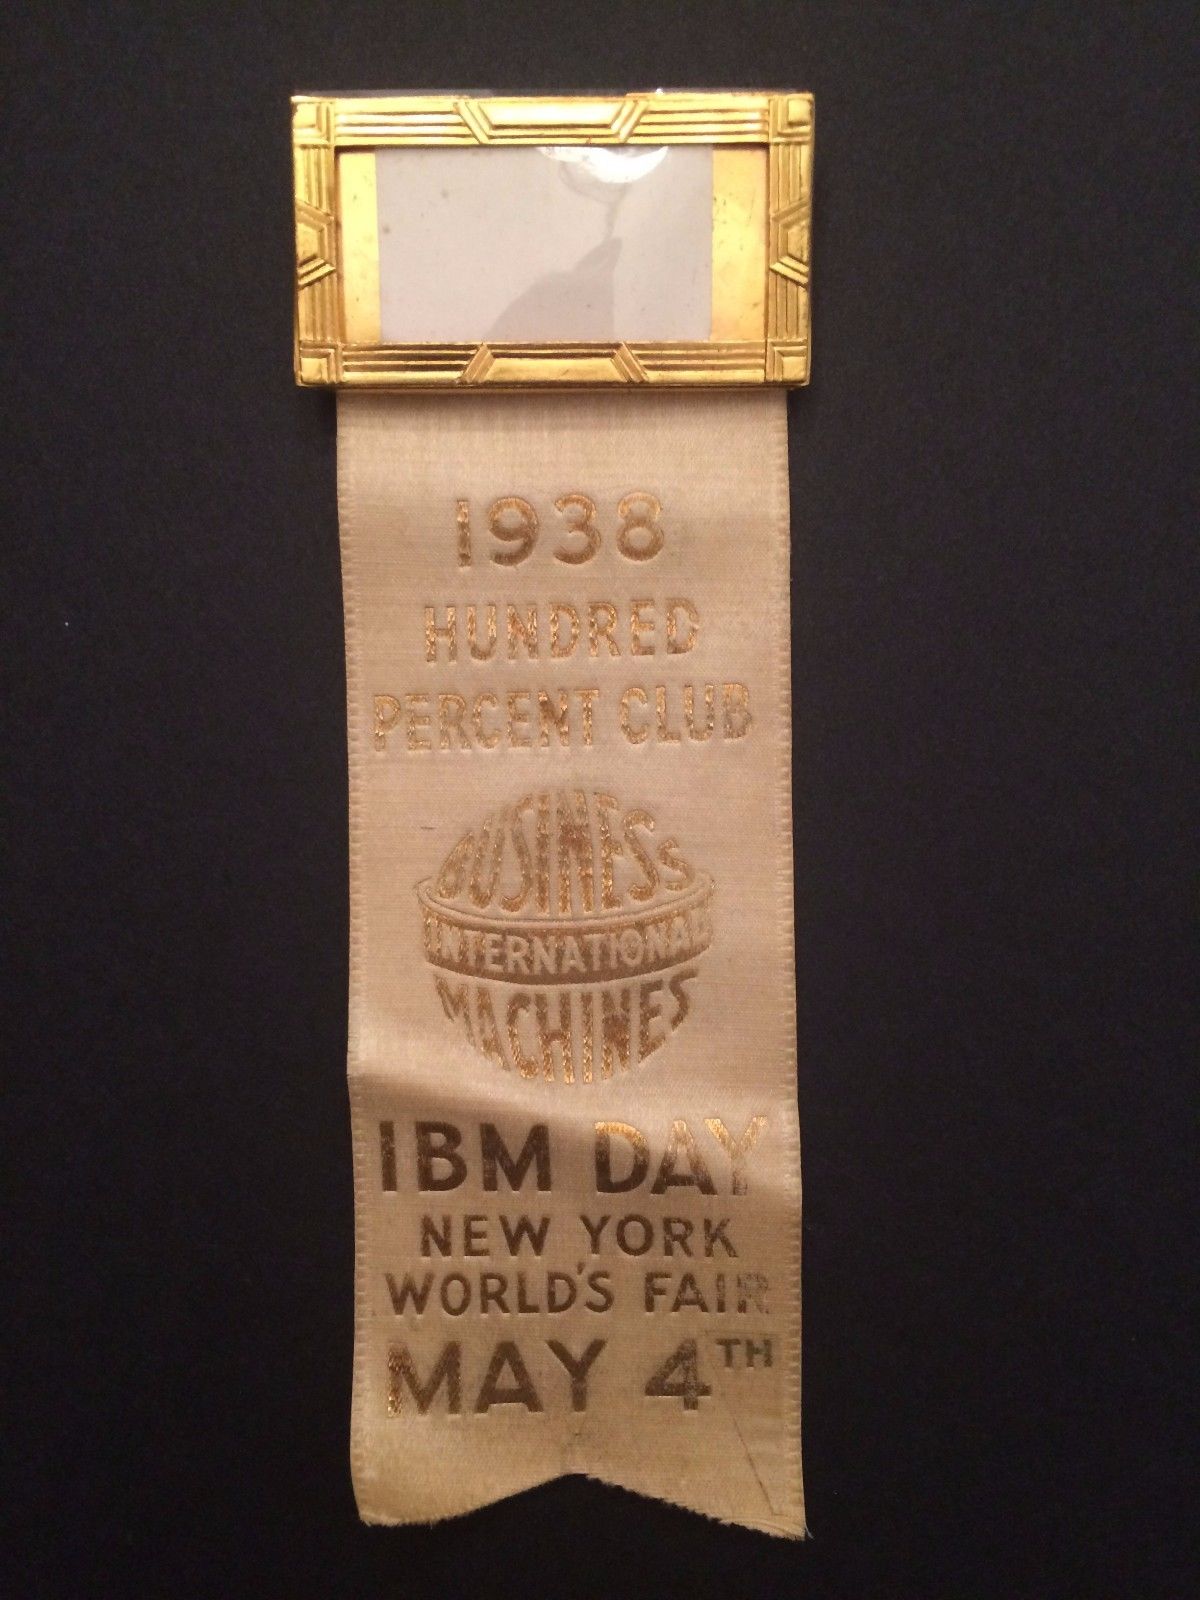 1938
HUNDRED
PERCENT CLUB
BUSINESS
INTERNATIONAL
MACHINES
IBM DAY
NEW YORK
WORLD'S FAIR
MAY 4TH